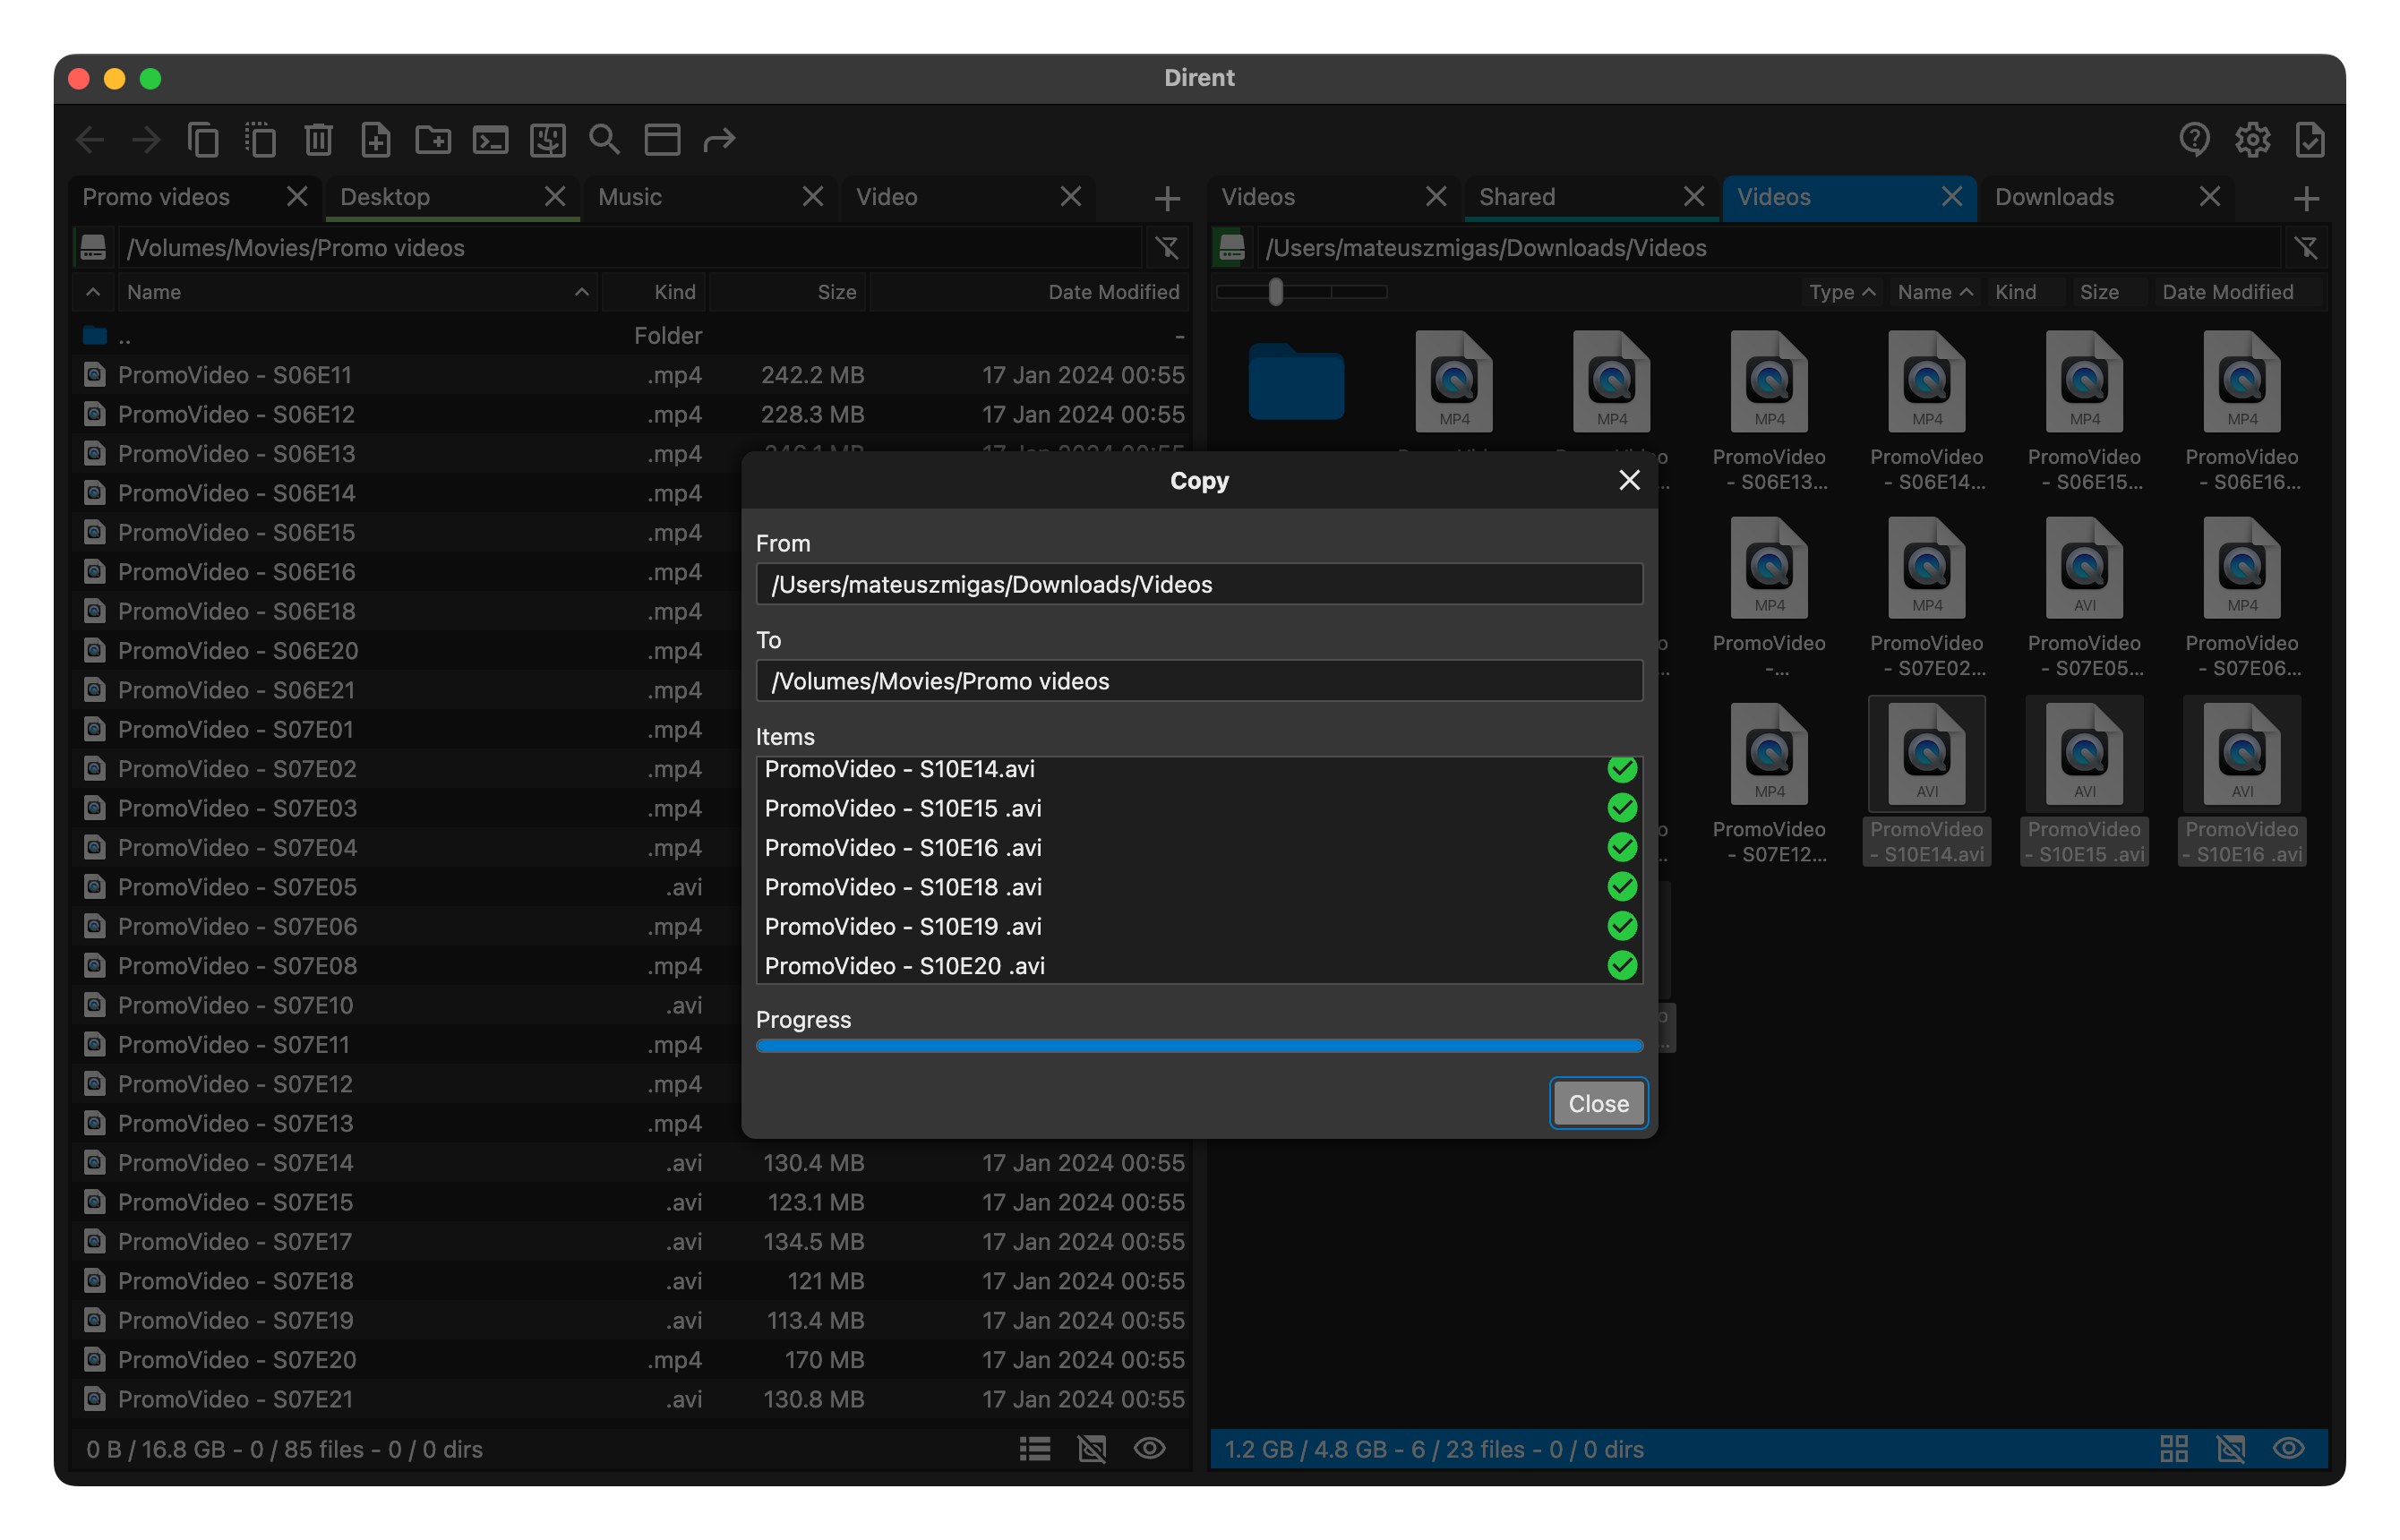 Dirent
Promo videos
Desktop
Music
Video
Videos
Shared
Videos
Downloads
/Volumes/Movies/Promo videos
/Users/mateuszmigas/Downloads/Videos
Name Kind Size Date Modified
Type Name Kind Size Date Modified
.. Folder -
PromoVideo - S06E11 .mp4 242.2 MB 17 Jan 2024 00:55
PromoVideo - S06E12 .mp4 228.3 MB 17 Jan 2024 00:55
PromoVideo - S06E13 .mp4
PromoVideo - S06E14 .mp4
PromoVideo - S06E15 .mp4
PromoVideo - S06E16 .mp4
PromoVideo - S06E18 .mp4
PromoVideo - S06E20 .mp4
PromoVideo - S06E21 .mp4
PromoVideo - S07E01 .mp4
PromoVideo - S07E02 .mp4
PromoVideo - S07E03 .mp4
PromoVideo - S07E04 .mp4
PromoVideo - S07E05 .avi
PromoVideo - S07E06 .mp4
PromoVideo - S07E08 .mp4
PromoVideo - S07E10 .avi
PromoVideo - S07E11 .mp4
PromoVideo - S07E12 .mp4
PromoVideo - S07E13 .mp4
PromoVideo - S07E14 .avi 130.4 MB 17 Jan 2024 00:55
PromoVideo - S07E15 .avi 123.1 MB 17 Jan 2024 00:55
PromoVideo - S07E17 .avi 134.5 MB 17 Jan 2024 00:55
PromoVideo - S07E18 .avi 121 MB 17 Jan 2024 00:55
PromoVideo - S07E19 .avi 113.4 MB 17 Jan 2024 00:55
PromoVideo - S07E20 .mp4 170 MB 17 Jan 2024 00:55
PromoVideo - S07E21 .avi 130.8 MB 17 Jan 2024 00:55
0 B / 16.8 GB - 0 / 85 files - 0 / 0 dirs
Copy
From
/Users/mateuszmigas/Downloads/Videos
To
/Volumes/Movies/Promo videos
Items
PromoVideo - S10E14.avi
PromoVideo - S10E15 .avi
PromoVideo - S10E16 .avi
PromoVideo - S10E18 .avi
PromoVideo - S10E19 .avi
PromoVideo - S10E20 .avi
Progress
Close
MP4 MP4 MP4 MP4 MP4 MP4
PromoVideo PromoVideo PromoVideo PromoVideo
- S06E13... - S06E14... - S06E15... - S06E16...
MP4 MP4 AVI MP4
PromoVideo PromoVideo PromoVideo PromoVideo
-... - S07E02... - S07E05... - S07E06...
MP4 AVI AVI AVI
PromoVideo PromoVideo PromoVideo PromoVideo
- S07E12... - S10E14.avi - S10E15 .avi - S10E16 .avi
1.2 GB / 4.8 GB - 6 / 23 files - 0 / 0 dirs